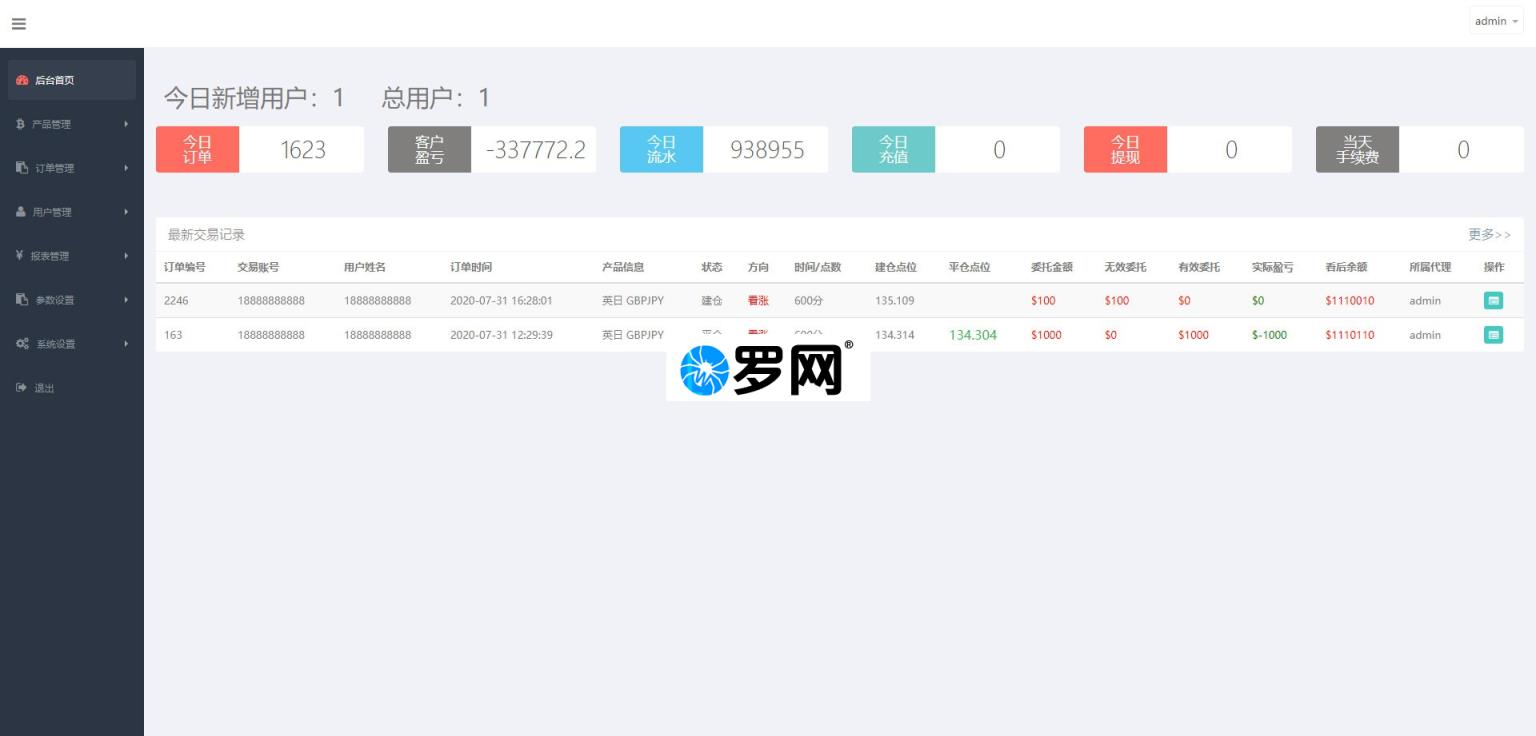 admin
后台首页
产品管理
订单管理
用户管理
报表管理
参数设置
系统设置
退出
今日新增用户：1 总用户：1
今日订单 1623
客户盈亏 -337772.2
今日流水 938955
今日充值 0
今日提现 0
当天手续费 0
最新交易记录 更多>>
订单编号 交易账号 用户姓名 订单时间 产品信息 状态 方向 时间/点数 建仓点位 平仓点位 委托金额 无效委托 有效委托 实际盈亏 看后余额 所属代理 操作
2246 18888888888 18888888888 2020-07-31 16:28:01 英日 GBPJPY 建仓 看涨 600分 135.109 $100 $100 $0 $0 $1110010 admin
163 18888888888 18888888888 2020-07-31 12:29:39 英日 GBPJPY 134.314 134.304 $1000 $0 $1000 $-1000 $1110110 admin
罗网®